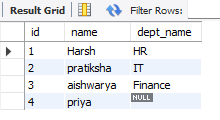 Result Grid Filter Rows:
id name dept_name
1 Harsh HR
2 pratiksha IT
3 aishwarya Finance
4 priya NULL